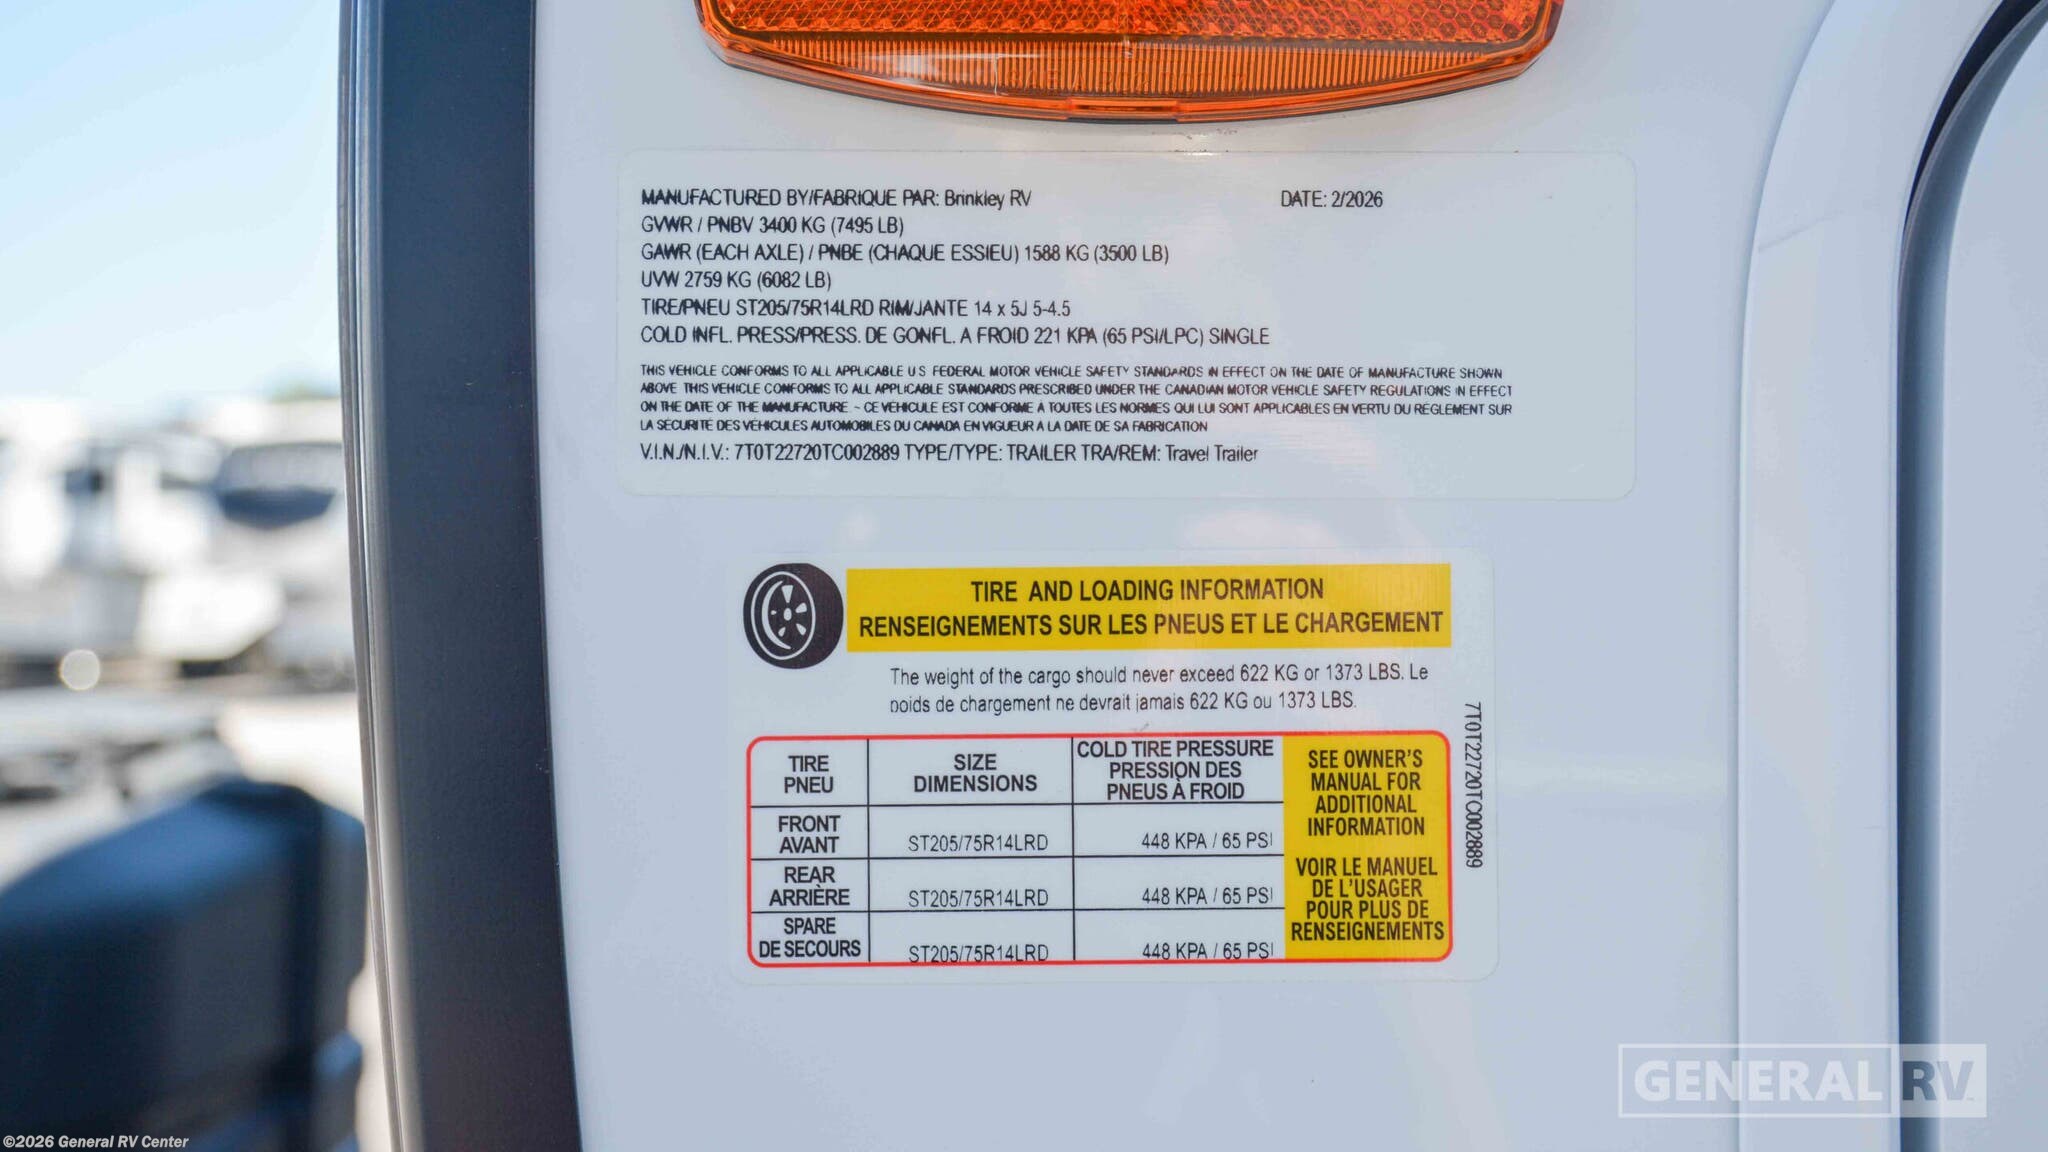 MANUFACTURED BY/FABRIQUE PAR: Brinkley RV DATE: 2/2026
GVWR / PNBV 3400 KG (7495 LB)
GAWR (EACH AXLE) / PNBE (CHAQUE ESSIEU) 1588 KG (3500 LB)
UVW 2759 KG (6082 LB)
TIRE/PNEU ST205/75R14LRD RIM/JANTE 14 x 5J 5-4.5
COLD INFL. PRESS/PRESS. DE GONFL. A FROID 221 KPA (65 PSI/LPC) SINGLE
THIS VEHICLE CONFORMS TO ALL APPLICABLE U S FEDERAL MOTOR VEHICLE SAFETY STANDARDS IN EFFECT ON THE DATE OF MANUFACTURE SHOWN
ABOVE THIS VEHICLE CONFORMS TO ALL APPLICABLE STANDARDS PRESCRIBED UNDER THE CANADIAN MOTOR VEHICLE SAFETY REGULATIONS IN EFFECT
ON THE DATE OF THE MANUFACTURE - CE VÉHICULE EST CONFORME À TOUTES LES NORMES QUI LUI SONT APPLICABLES EN VERTU DU RÉGLEMENT SUR
LA SECURITE DES VÉHICULES AUTOMOBILES DU CANADA EN VIGUEUR A LA DATE DE SA FABRICATION
V.I.N./N.I.V.: 7T0T22720TC002889 TYPE/TYPE: TRAILER TRA/REM: Travel Trailer
TIRE AND LOADING INFORMATION
RENSEIGNEMENTS SUR LES PNEUS ET LE CHARGEMENT
The weight of the cargo should never exceed 622 KG or 1373 LBS. Le
poids de chargement ne devrait jamais 622 KG ou 1373 LBS.
TIRE
PNEU
SIZE
DIMENSIONS
COLD TIRE PRESSURE
PRESSION DES
PNEUS À FROID
FRONT
AVANT
ST205/75R14LRD
448 KPA / 65 PSI
REAR
ARRIÈRE
ST205/75R14LRD
448 KPA / 65 PSI
SPARE
DE SECOURS
ST205/75R14LRD
448 KPA / 65 PSI
SEE OWNER'S
MANUAL FOR
ADDITIONAL
INFORMATION
VOIR LE MANUEL
DE L'USAGER
POUR PLUS DE
RENSEIGNEMENTS
7T0T22720TC002889
GENERAL RV
©2026 General RV Center